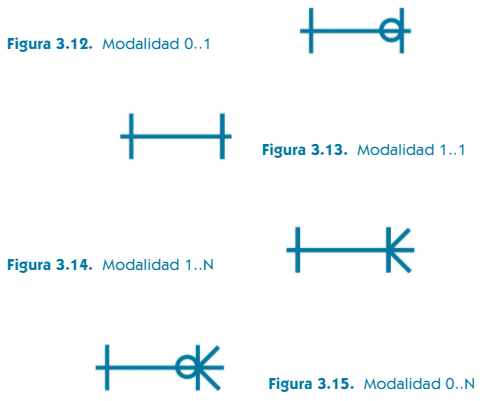 Figura 3.12. Modalidad 0..1
Figura 3.13. Modalidad 1..1
Figura 3.14. Modalidad 1..N
Figura 3.15. Modalidad 0..N